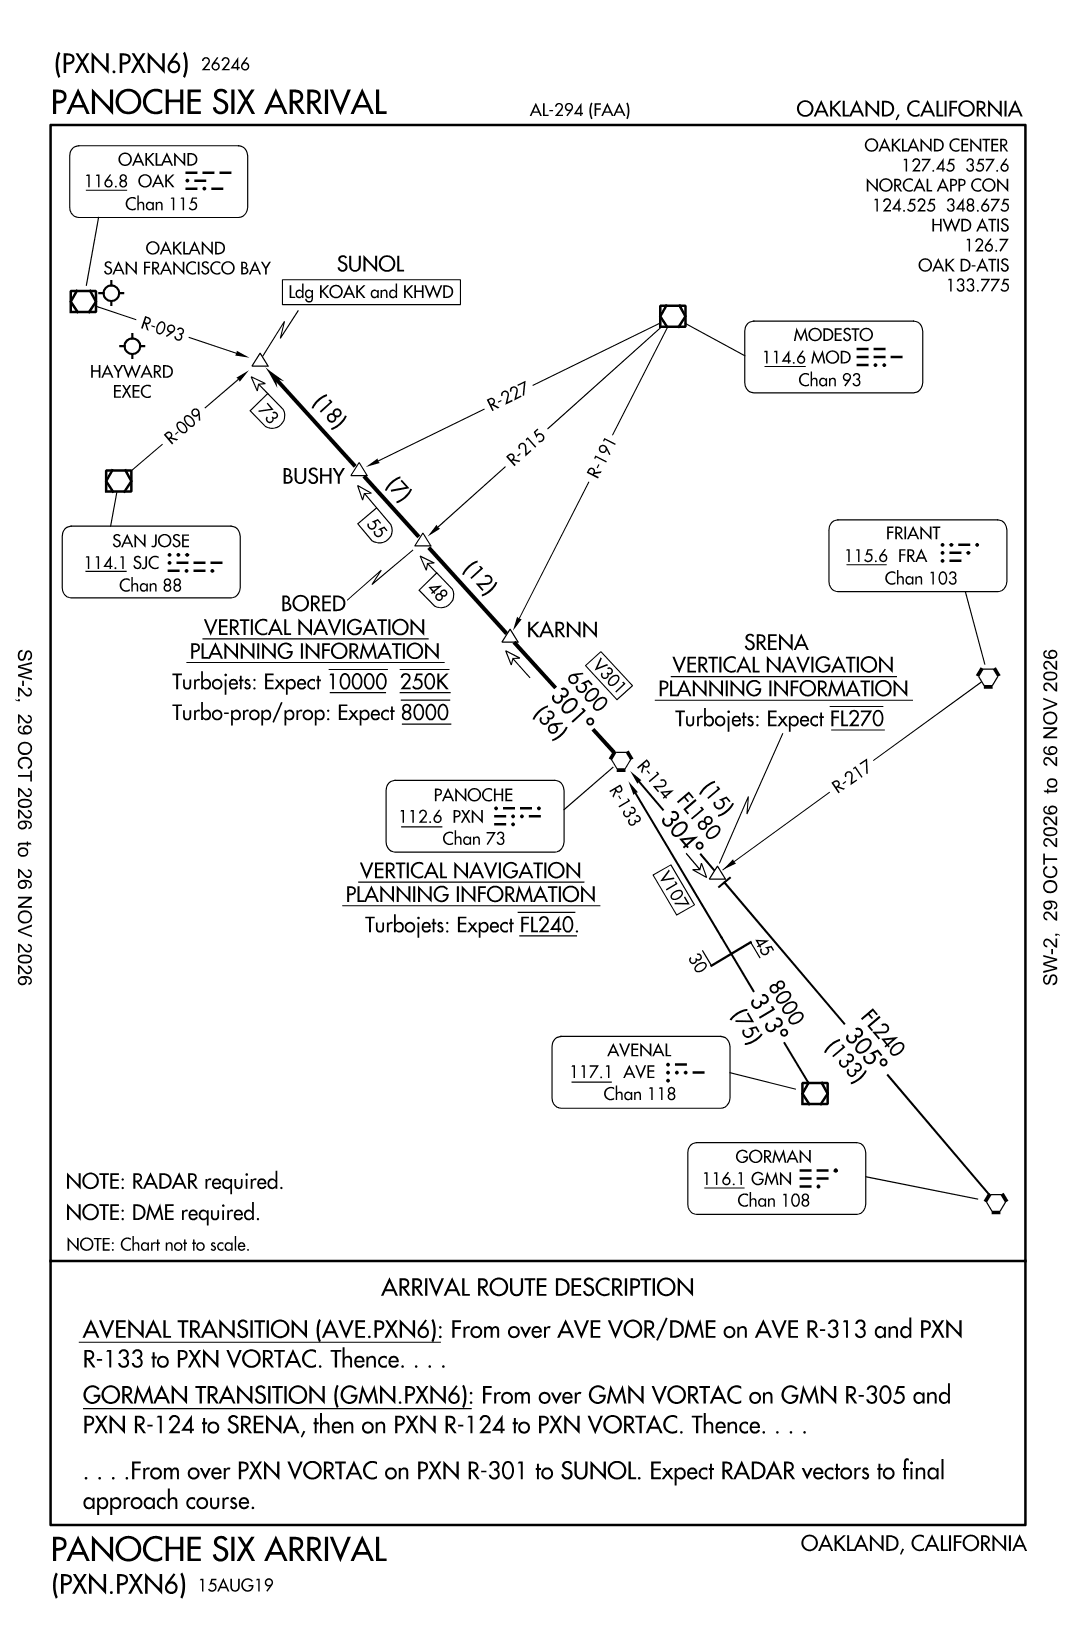 (PXN.PXN6) 26246
PANOCHE SIX ARRIVAL
AL-294 (FAA)
OAKLAND, CALIFORNIA
OAKLAND CENTER
127.45 357.6
NORCAL APP CON
124.525 348.675
HWD ATIS
126.7
OAK D-ATIS
133.775
OAKLAND
116.8 OAK
Chan 115
OAKLAND
SAN FRANCISCO BAY
SUNOL
Ldg KOAK and KHWD
R-093
HAYWARD
EXEC
R-009
73
(18)
MODESTO
114.6 MOD
Chan 93
R-227
R-215
R-191
BUSHY
(7)
55
SAN JOSE
114.1 SJC
Chan 88
FRIANT
115.6 FRA
Chan 103
(12)
48
BORED
VERTICAL NAVIGATION
PLANNING INFORMATION
Turbojets: Expect 10000 250K
Turbo-prop/prop: Expect 8000
KARNN
V301
6500
301°
(36)
SRENA
VERTICAL NAVIGATION
PLANNING INFORMATION
Turbojets: Expect FL270
R-217
PANOCHE
112.6 PXN
Chan 73
VERTICAL NAVIGATION
PLANNING INFORMATION
Turbojets: Expect FL240.
R-124
R-133
(15)
FL180
304°
V107
30
45
8000
313°
(75)
FL240
305°
(133)
AVENAL
117.1 AVE
Chan 118
GORMAN
116.1 GMN
Chan 108
NOTE: RADAR required.
NOTE: DME required.
NOTE: Chart not to scale.
SW-2, 29 OCT 2026 to 26 NOV 2026
SW-2, 29 OCT 2026 to 26 NOV 2026
ARRIVAL ROUTE DESCRIPTION
AVENAL TRANSITION (AVE.PXN6): From over AVE VOR/DME on AVE R-313 and PXN
R-133 to PXN VORTAC. Thence. . . .
GORMAN TRANSITION (GMN.PXN6): From over GMN VORTAC on GMN R-305 and
PXN R-124 to SRENA, then on PXN R-124 to PXN VORTAC. Thence. . . .
. . . .From over PXN VORTAC on PXN R-301 to SUNOL. Expect RADAR vectors to final
approach course.
PANOCHE SIX ARRIVAL
(PXN.PXN6) 15AUG19
OAKLAND, CALIFORNIA